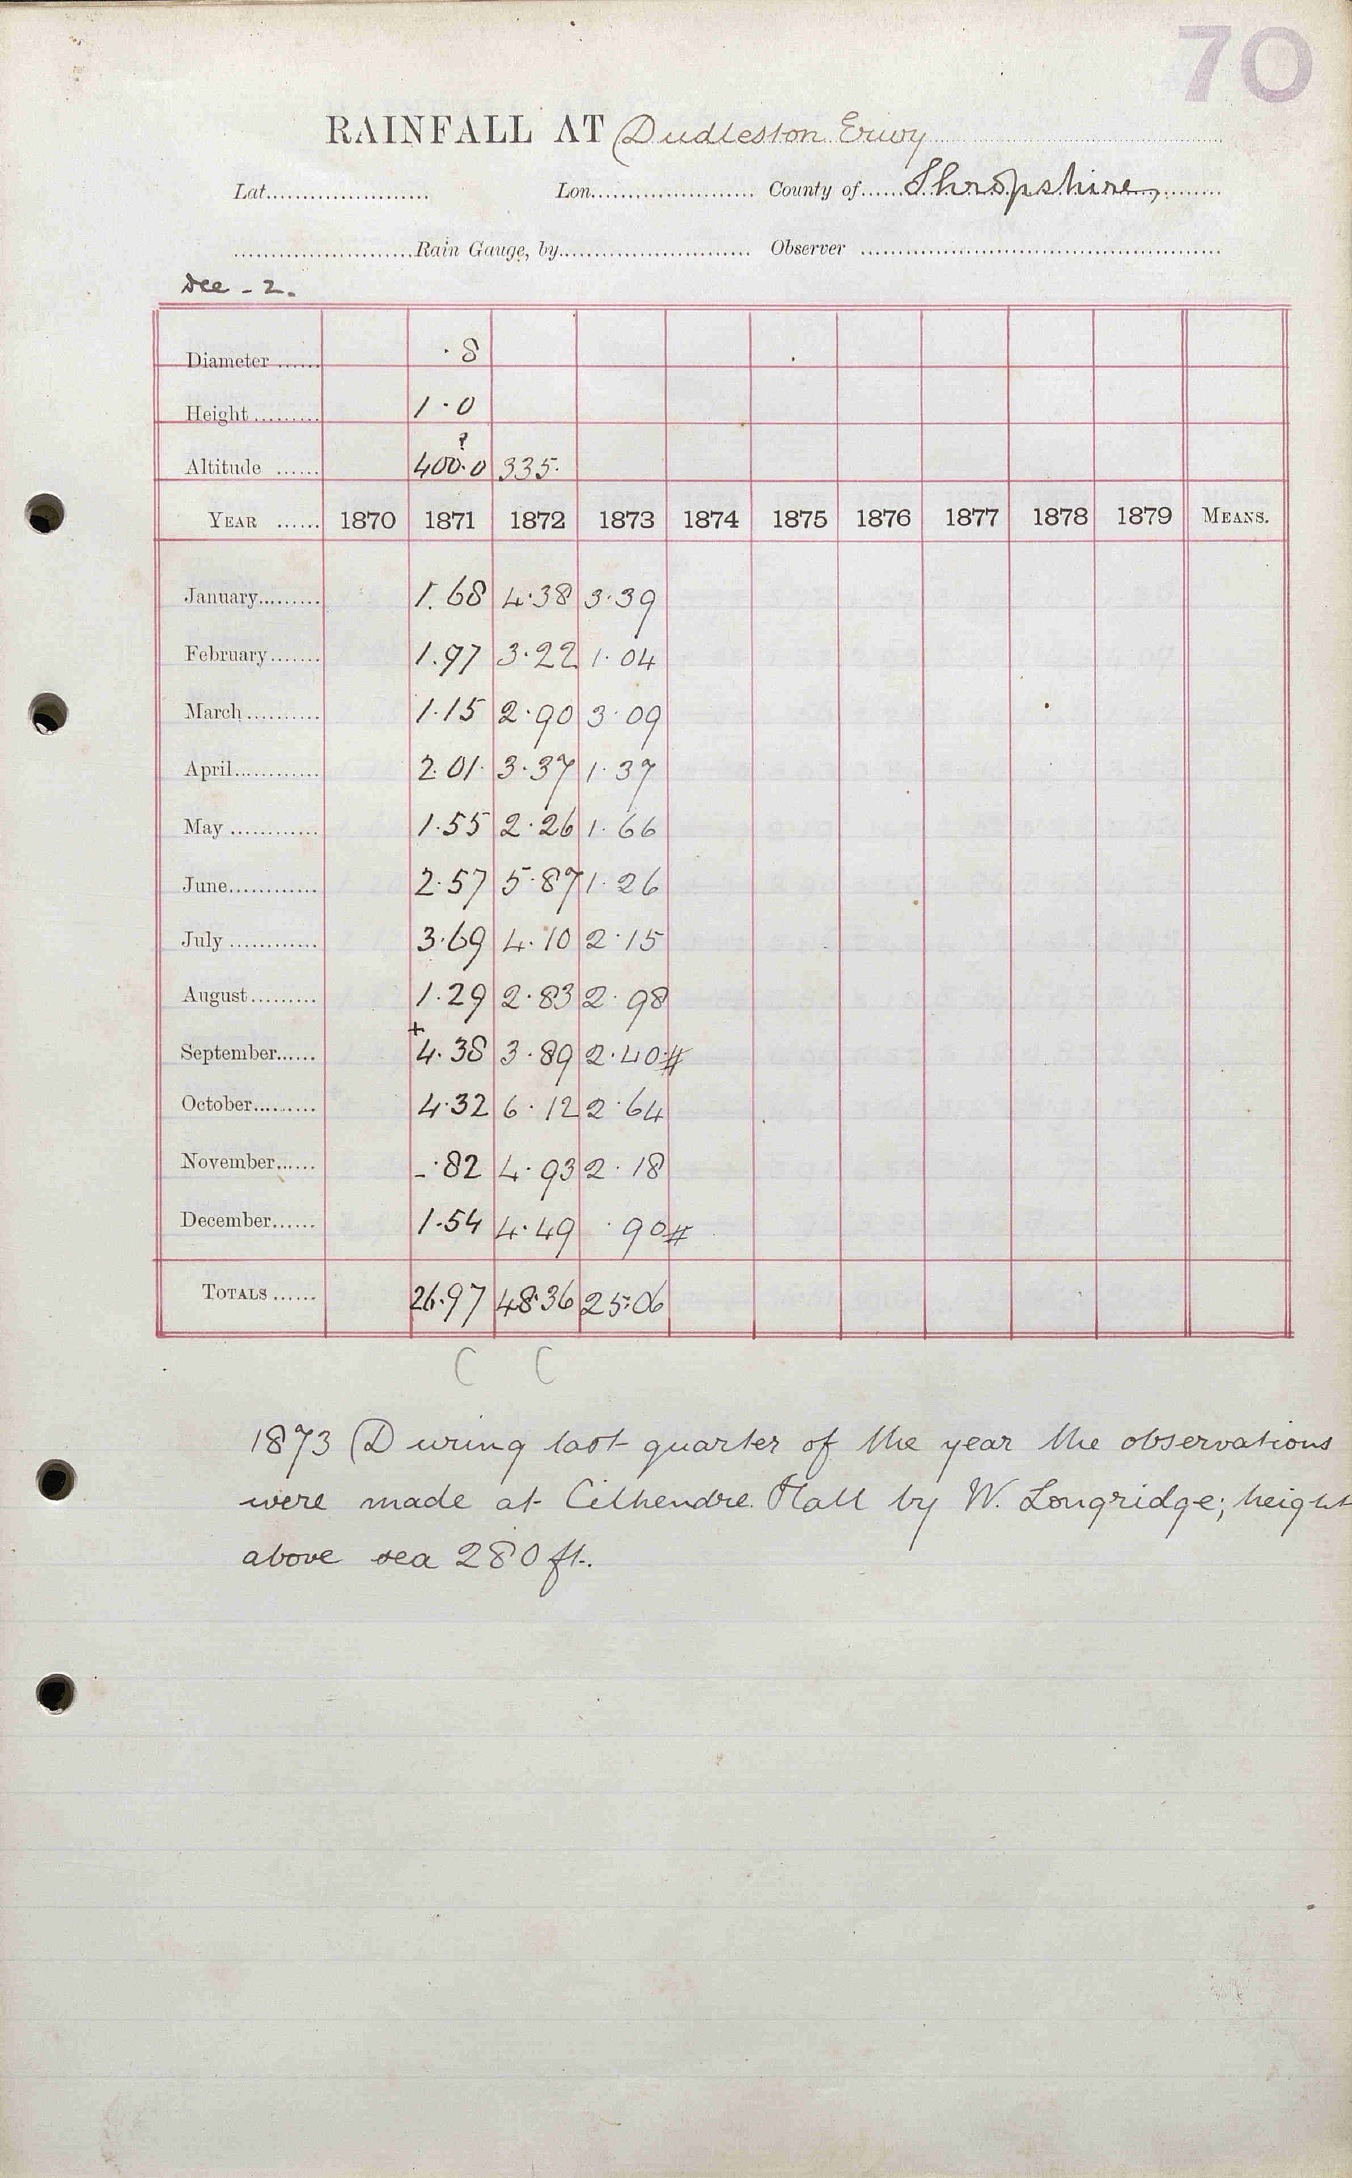 70
RAINFALL AT Dudleston Erwy
Lat. Lon. County of Shropshire,
Rain Gauge, by Observer
Dee - 2.
Diameter ·8
Height 1·0
?
Altitude 400·0 335·
YEAR 1870 1871 1872 1873 1874 1875 1876 1877 1878 1879 MEANS.
January 1.68 4·38 3·39
February 1.97 3·22 1·04
March 1·15 2·90 3·09
April 2·01· 3·37 1·37
May 1·55 2·26 1·66
June 2·57 5·87 1·26
July 3·69 4·10 2·15
August 1·29 2·83 2·98
+
September 4·38 3·89 2·40·#
October 4·32 6·12 2·64
November -·82 4·93 2·18
December 1·54 4·49 ·90#
TOTALS 26·97 48·36 25·06
C C
1873 During last quarter of the year the observations
were made at Cilhendre Hall by W. Longridge; height
above sea 280 ft.